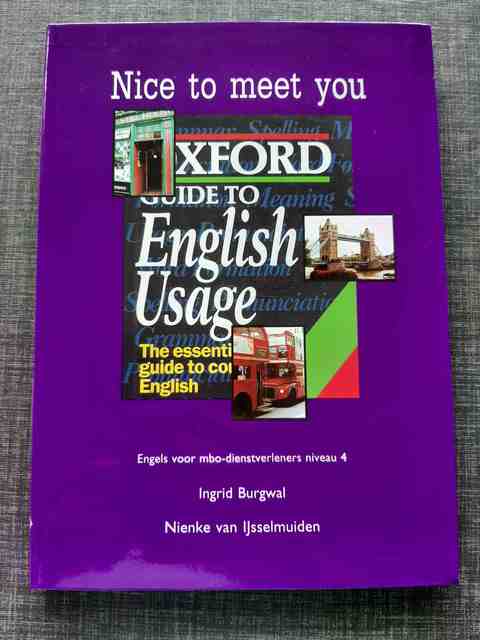 Nice to meet you
OXFORD
GUIDE TO
English
Usage
The essenti
guide to co
English
Engels voor mbo-dienstverleners niveau 4
Ingrid Burgwal
Nienke van IJsselmuiden